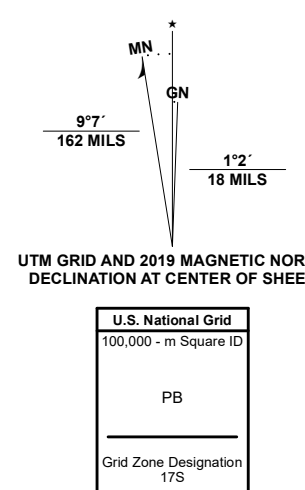 ★
MN
GN
9°7´
162 MILS
1°2´
18 MILS
UTM GRID AND 2019 MAGNETIC NOR
DECLINATION AT CENTER OF SHEE
U.S. National Grid
100,000 - m Square ID
PB
Grid Zone Designation
17S